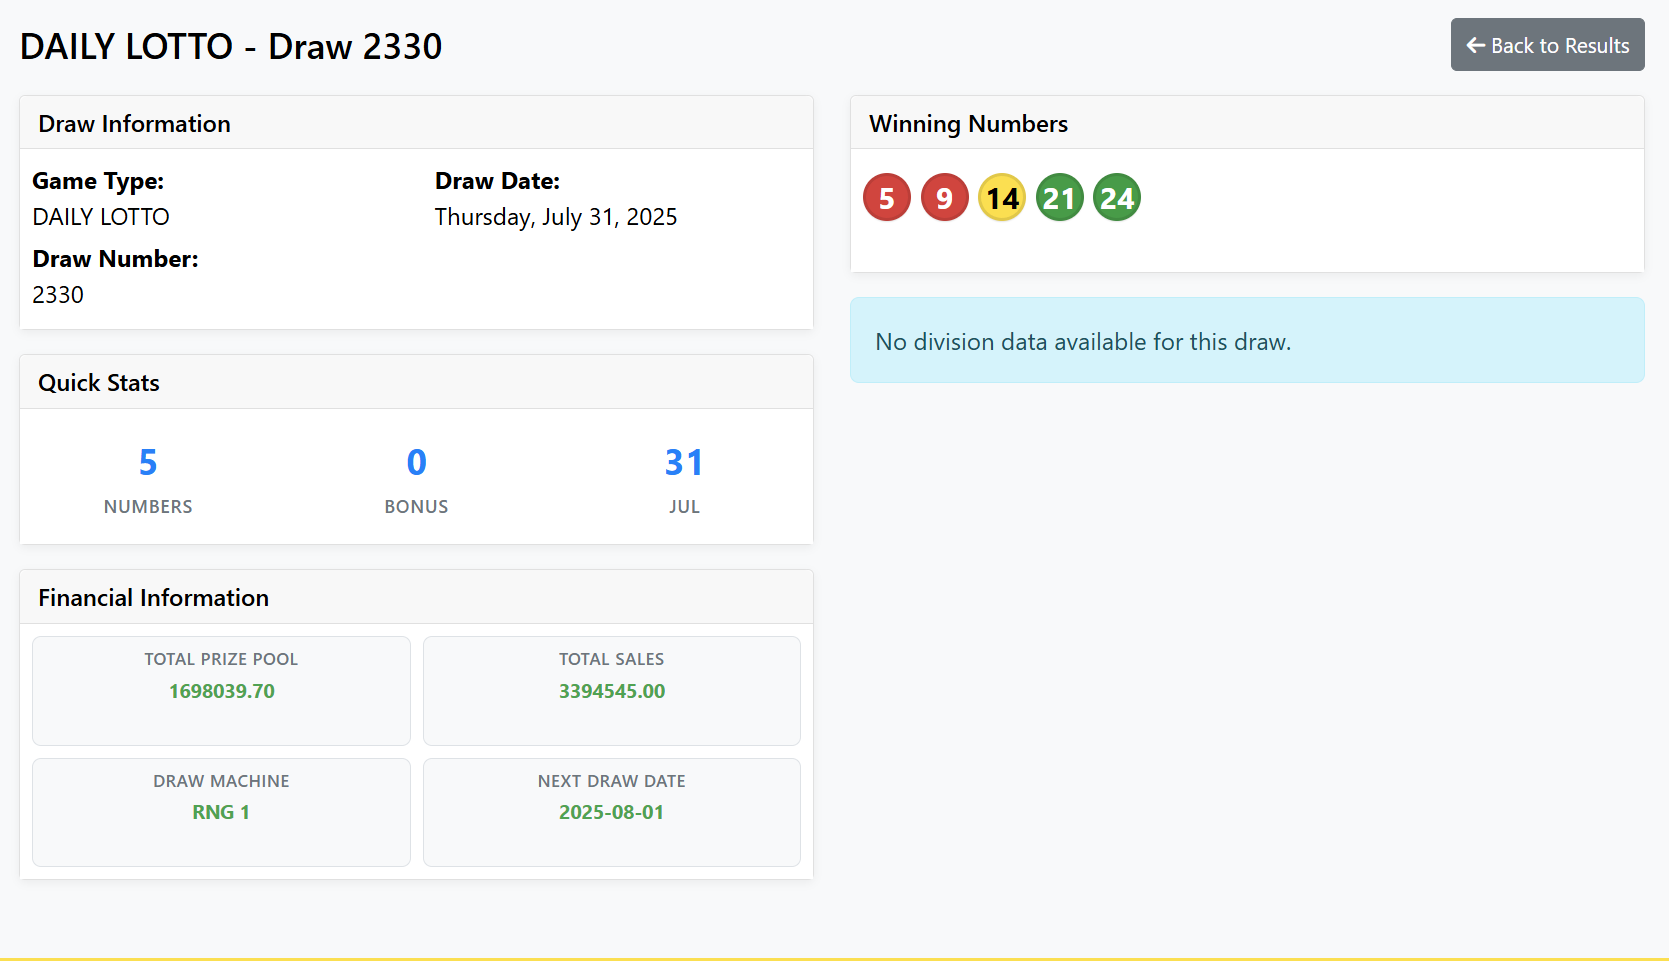 DAILY LOTTO - Draw 2330
Back to Results
Draw Information
Game Type:
DAILY LOTTO
Draw Date:
Thursday, July 31, 2025
Draw Number:
2330
Quick Stats
5
NUMBERS
0
BONUS
31
JUL
Financial Information
TOTAL PRIZE POOL
1698039.70
TOTAL SALES
3394545.00
DRAW MACHINE
RNG 1
NEXT DRAW DATE
2025-08-01
Winning Numbers
5 9 14 21 24
No division data available for this draw.